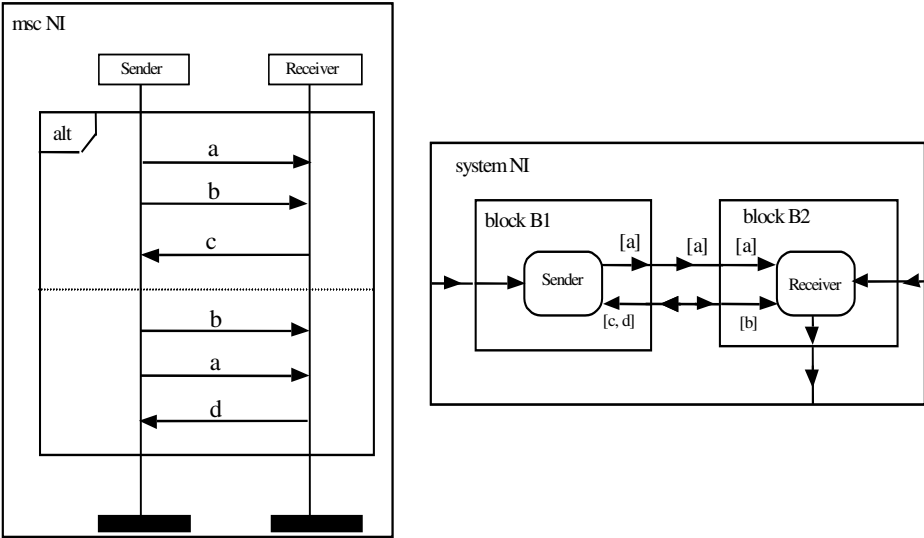 msc NI
Sender
Receiver
alt
a
b
c
b
a
d
system NI
block B1
block B2
[a]
[a]
[a]
Sender
Receiver
[c, d]
[b]